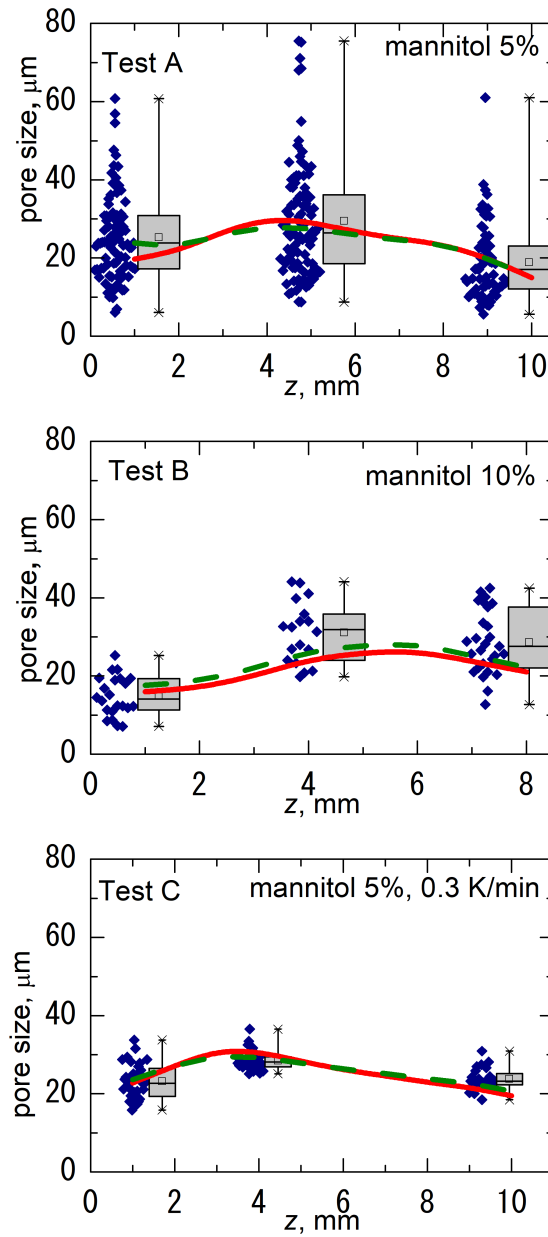 80
Test A
mannitol 5%
60
40
20
0
pore size, μm
0 2 4 6 8 10
z, mm
80
Test B
mannitol 10%
60
40
20
0
pore size, μm
0 2 4 6 8
z, mm
80
Test C
mannitol 5%, 0.3 K/min
60
40
20
0
pore size, μm
0 2 4 6 8 10
z, mm